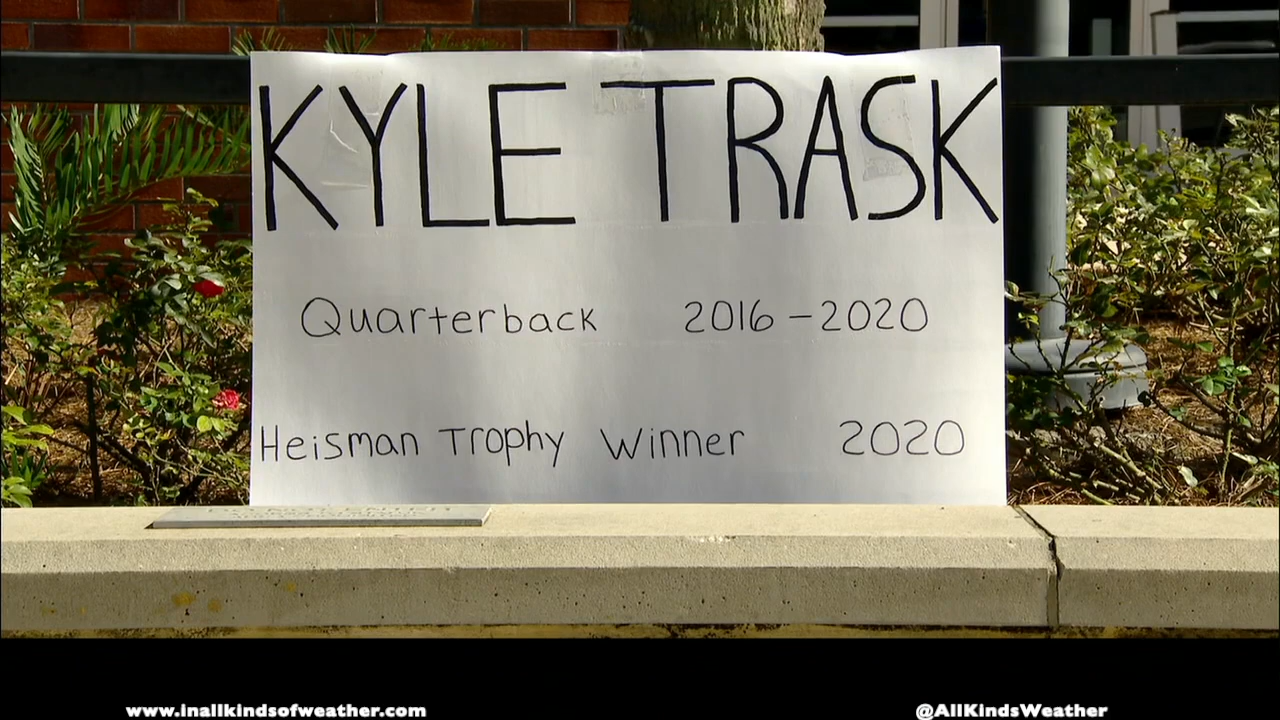 KYLE TRASK
Quarterback 2016-2020
Heisman Trophy Winner 2020
www.inallkindsofweather.com @AllKindsWeather